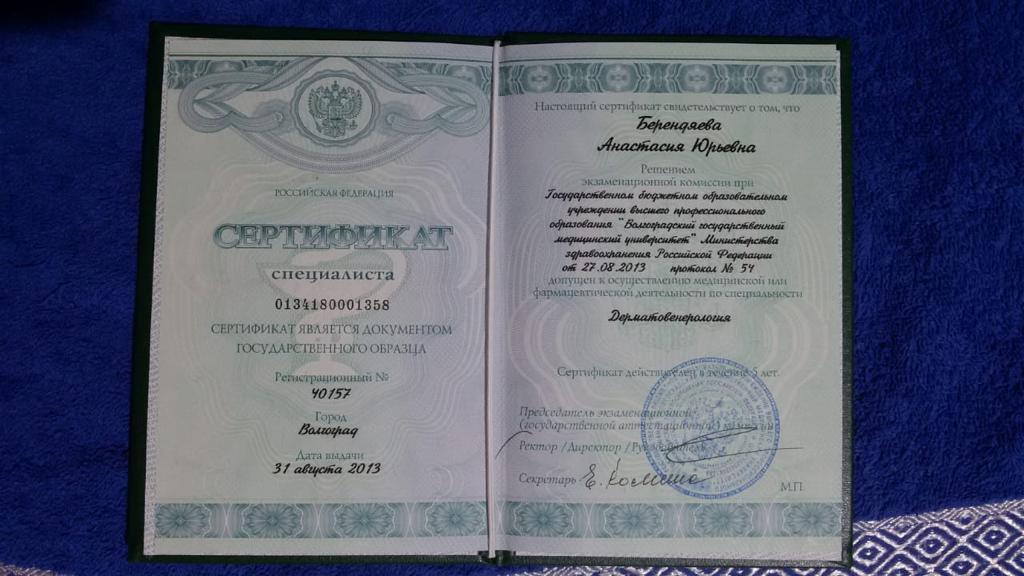 РОССИЙСКАЯ ФЕДЕРАЦИЯ
СЕРТИФИКАТ
специалиста
0134180001358
СЕРТИФИКАТ ЯВЛЯЕТСЯ ДОКУМЕНТОМ
ГОСУДАРСТВЕННОГО ОБРАЗЦА
Регистрационный №
40157
Город
Волгоград
Дата выдачи
31 августа 2013
Настоящий сертификат свидетельствует о том, что
Берендяева
Анастасия Юрьевна
Решением
экзаменационной комиссии при
Государственном бюджетном образовательном
учреждении высшего профессионального
образования "Волгоградский государственный
медицинский университет" Министерства
здравоохранения Российской Федерации
от 27.08.2013 протокол № 54
допущен к осуществлению медицинской или
фармацевтической деятельности по специальности
Дерматовенерология
Сертификат действителен в течение 5 лет.
Председатель экзаменационной
(государственной аттестационной) комиссии
Ректор / Директор / Руководитель
Секретарь Е.
М.П.